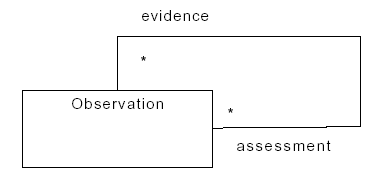 evidence
*
Observation
*
assessment